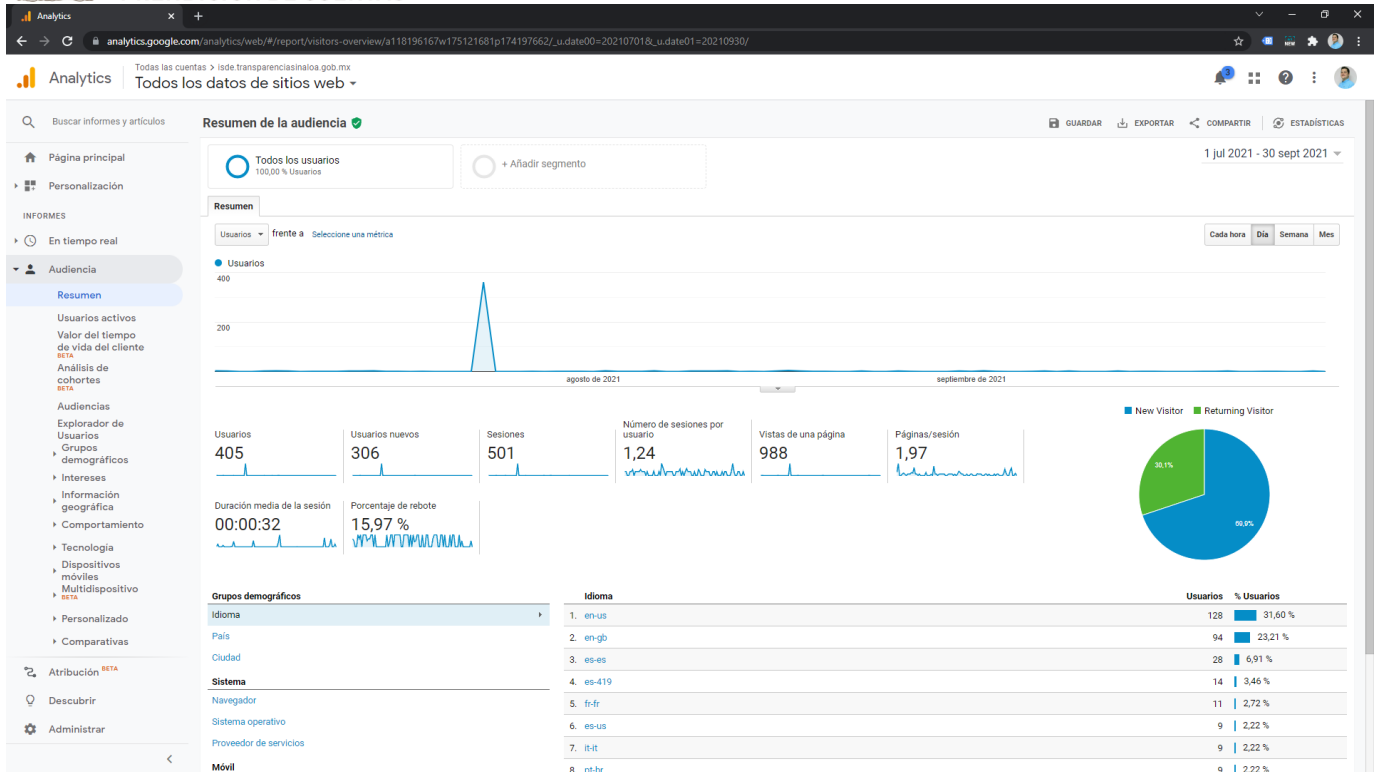 Analytics
analytics.google.com/analytics/web/#/report/visitors-overview/a118196167w175121681p174197662/_u.date00=20210701&_u.date01=20210930/
NEW
Analytics
Todas las cuentas > isde.transparenciasinaloa.gob.mx
Todos los datos de sitios web
3
Buscar informes y artículos
Página principal
Personalización
INFORMES
En tiempo real
Audiencia
Resumen
Usuarios activos
Valor del tiempo
de vida del cliente
BETA
Análisis de
cohortes
BETA
Audiencias
Explorador de
Usuarios
Grupos
demográficos
Intereses
Información
geográfica
Comportamiento
Tecnología
Dispositivos
móviles
Multidispositivo
BETA
Personalizado
Comparativas
Atribución BETA
Descubrir
Administrar
Resumen de la audiencia
GUARDAR
EXPORTAR
COMPARTIR
ESTADÍSTICAS
Todos los usuarios
100,00 % Usuarios
+ Añadir segmento
1 jul 2021 - 30 sept 2021
Resumen
Usuarios frente a Seleccione una métrica
Cada hora Día Semana Mes
Usuarios
400
200
agosto de 2021
septiembre de 2021
New Visitor Returning Visitor
30,1%
69,9%
Usuarios
405
Usuarios nuevos
306
Sesiones
501
Número de sesiones por
usuario
1,24
Vistas de una página
988
Páginas/sesión
1,97
Duración media de la sesión
00:00:32
Porcentaje de rebote
15,97 %
Grupos demográficos
Idioma
País
Ciudad
Sistema
Navegador
Sistema operativo
Proveedor de servicios
Móvil
Idioma Usuarios % Usuarios
1. en-us 128 31,60 %
2. en-gb 94 23,21 %
3. es-es 28 6,91 %
4. es-419 14 3,46 %
5. fr-fr 11 2,72 %
6. es-us 9 2,22 %
7. it-it 9 2,22 %
8. pt-br 9 2,22 %